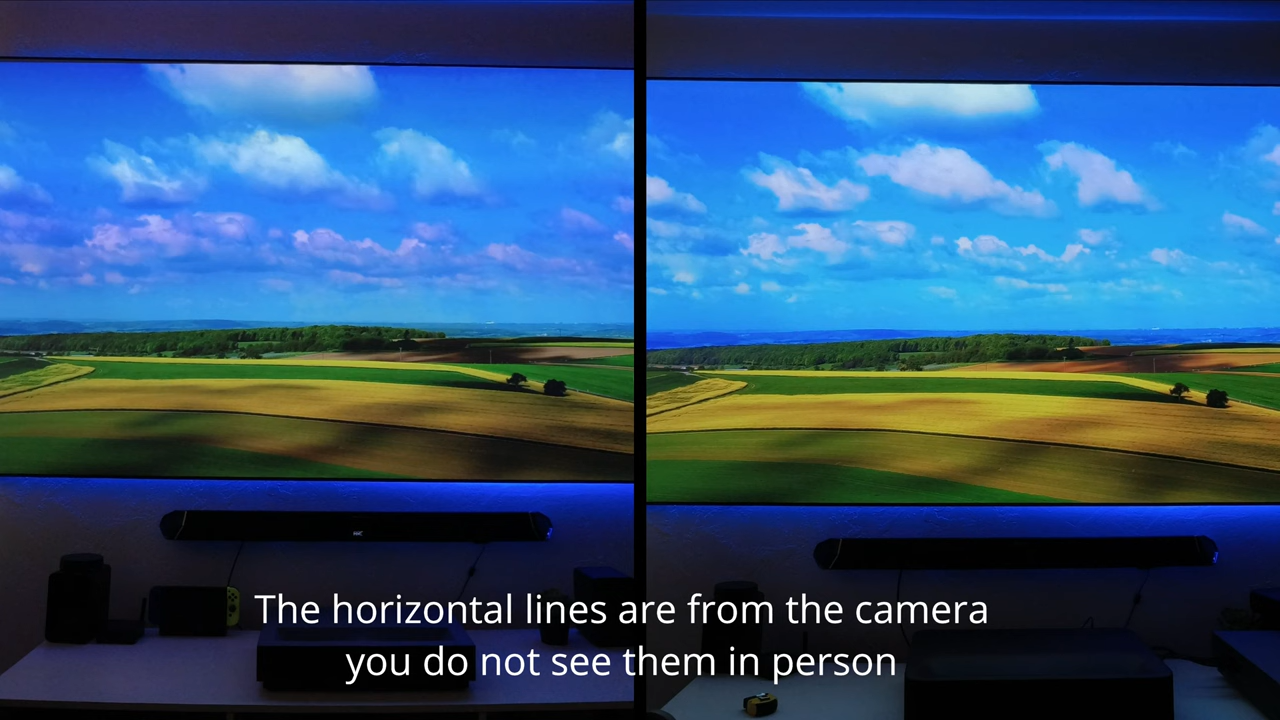 The horizontal lines are from the camera
you do not see them in person